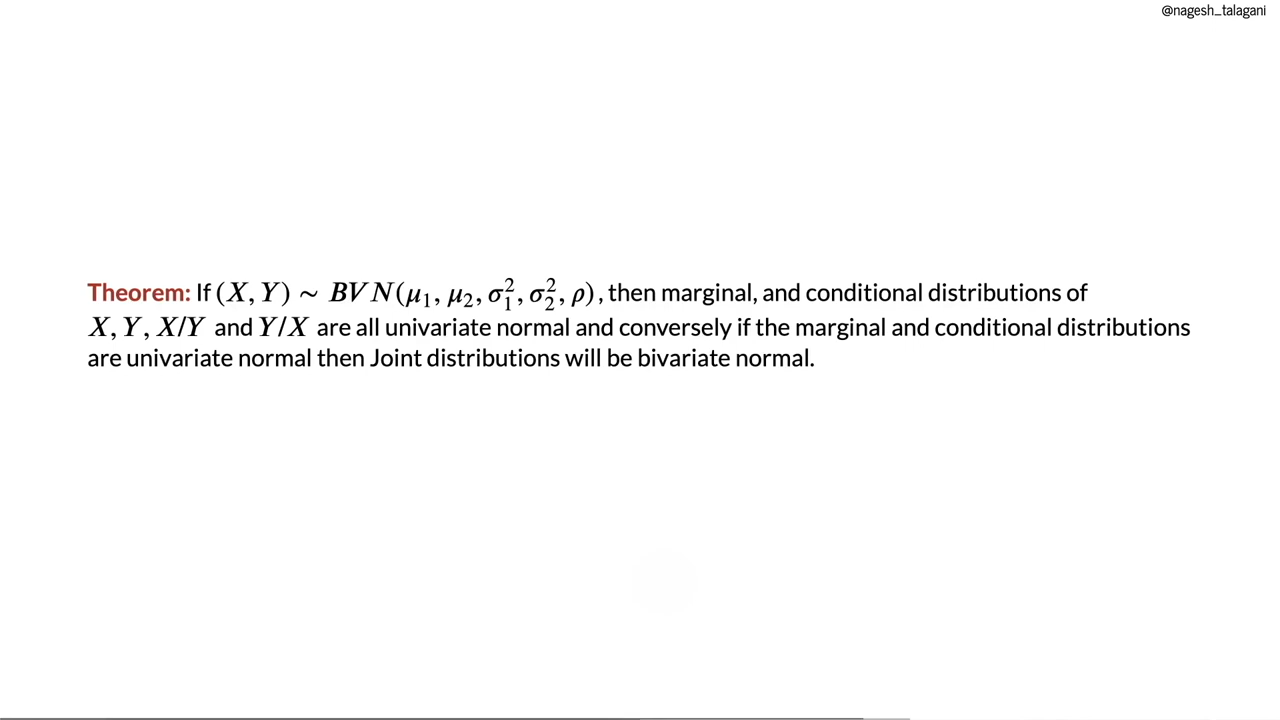 @nagesh_talagani
Theorem: If (X, Y) ~ BVN(μ₁, μ₂, σ₁², σ₂², ρ), then marginal, and conditional distributions of
X, Y, X/Y and Y/X are all univariate normal and conversely if the marginal and conditional distributions
are univariate normal then Joint distributions will be bivariate normal.